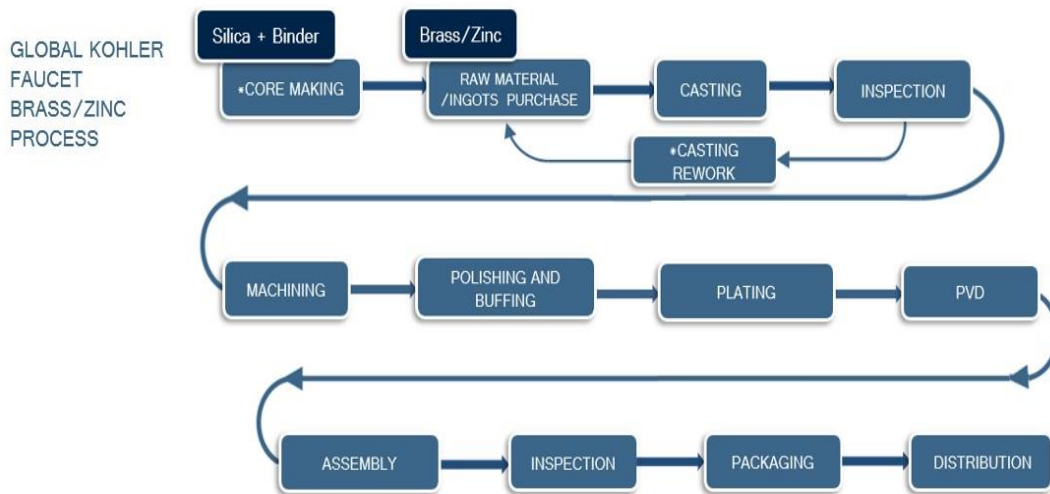 GLOBAL KOHLER
FAUCET
BRASS/ZINC
PROCESS
Silica + Binder
*CORE MAKING
Brass/Zinc
RAW MATERIAL
/INGOTS PURCHASE
CASTING
INSPECTION
*CASTING
REWORK
MACHINING
POLISHING AND
BUFFING
PLATING
PVD
ASSEMBLY
INSPECTION
PACKAGING
DISTRIBUTION